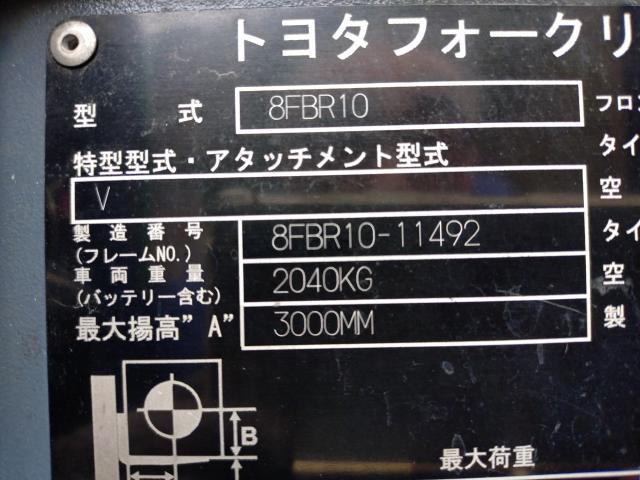 トヨタフォークリ
型 式 8FBR10 フロン
特型型式・アタッチメント型式 タイ
V 空
製造番号 8FBR10-11492 タイ
(フレームNO.)
車両重量 2040KG 空
(バッテリー含む)
最大揚高"A" 3000MM 製
B
最大荷重